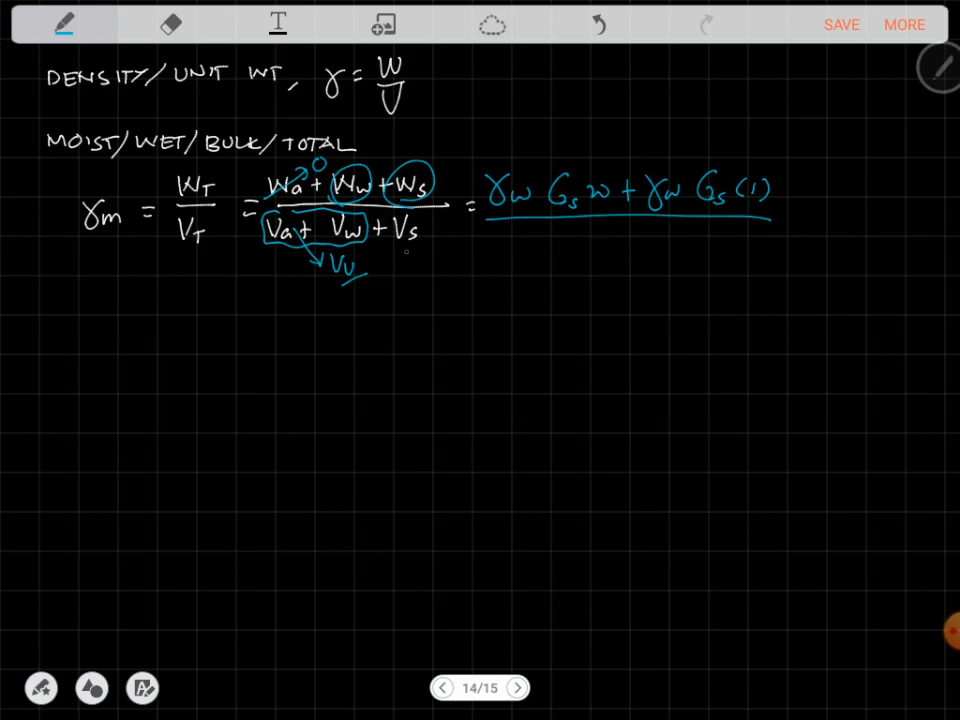 SAVE MORE
DENSITY/UNIT WT, γ = W/V
MOIST/WET/BULK/TOTAL
γm = WT/VT = (Wa + Ww + Ws)/(Va + Vw + Vs) = γw Gs w + γw Gs (1)
0
Vv
14/15